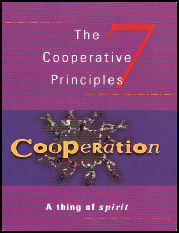 The
Cooperative 7
Principles
CooPERaTion
A thing of spirit